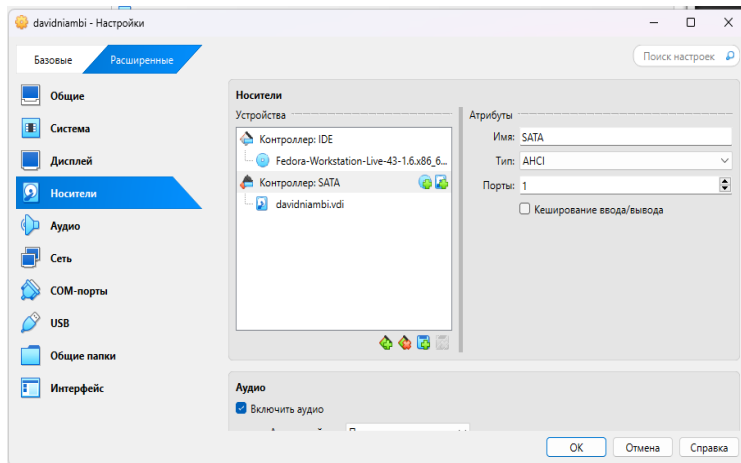 davidniambi - Настройки
Базовые Расширенные Поиск настроек
Общие
Система
Дисплей
Носители
Аудио
Сеть
COM-порты
USB
Общие папки
Интерфейс
Носители
Устройства
Контроллер: IDE
Fedora-Workstation-Live-43-1.6.x86_6...
Контроллер: SATA
davidniambi.vdi
Атрибуты
Имя: SATA
Тип: AHCI
Порты: 1
Кеширование ввода/вывода
Аудио
Включить аудио
OK Отмена Справка